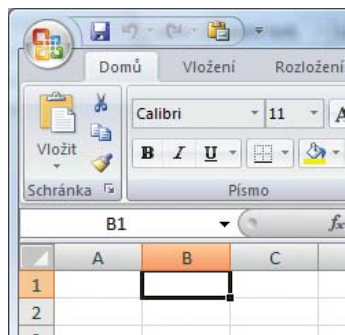 Domů Vložení Rozložení
Calibri 11 A
Vložit B I U
Schránka Písmo
B1 fx
A B C
1
2